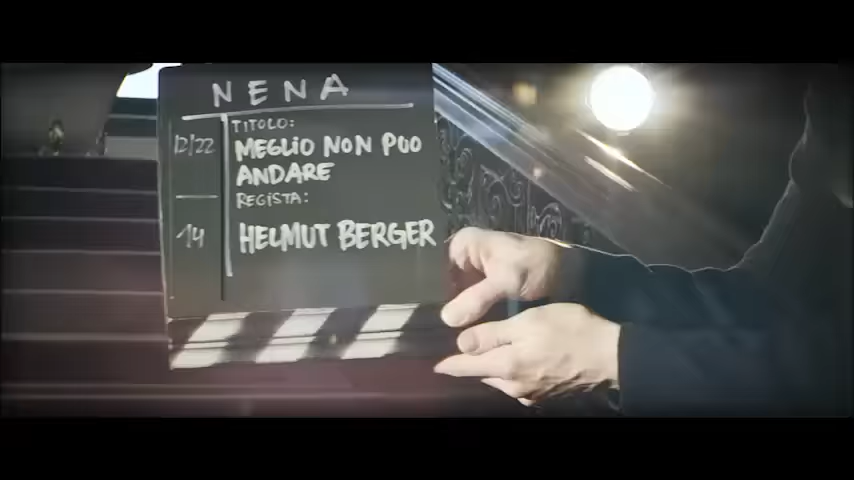 NENA
12/22
TITOLO:
MEGLIO NON PUO
ANDARE
REGISTA:
14
HELMUT BERGER